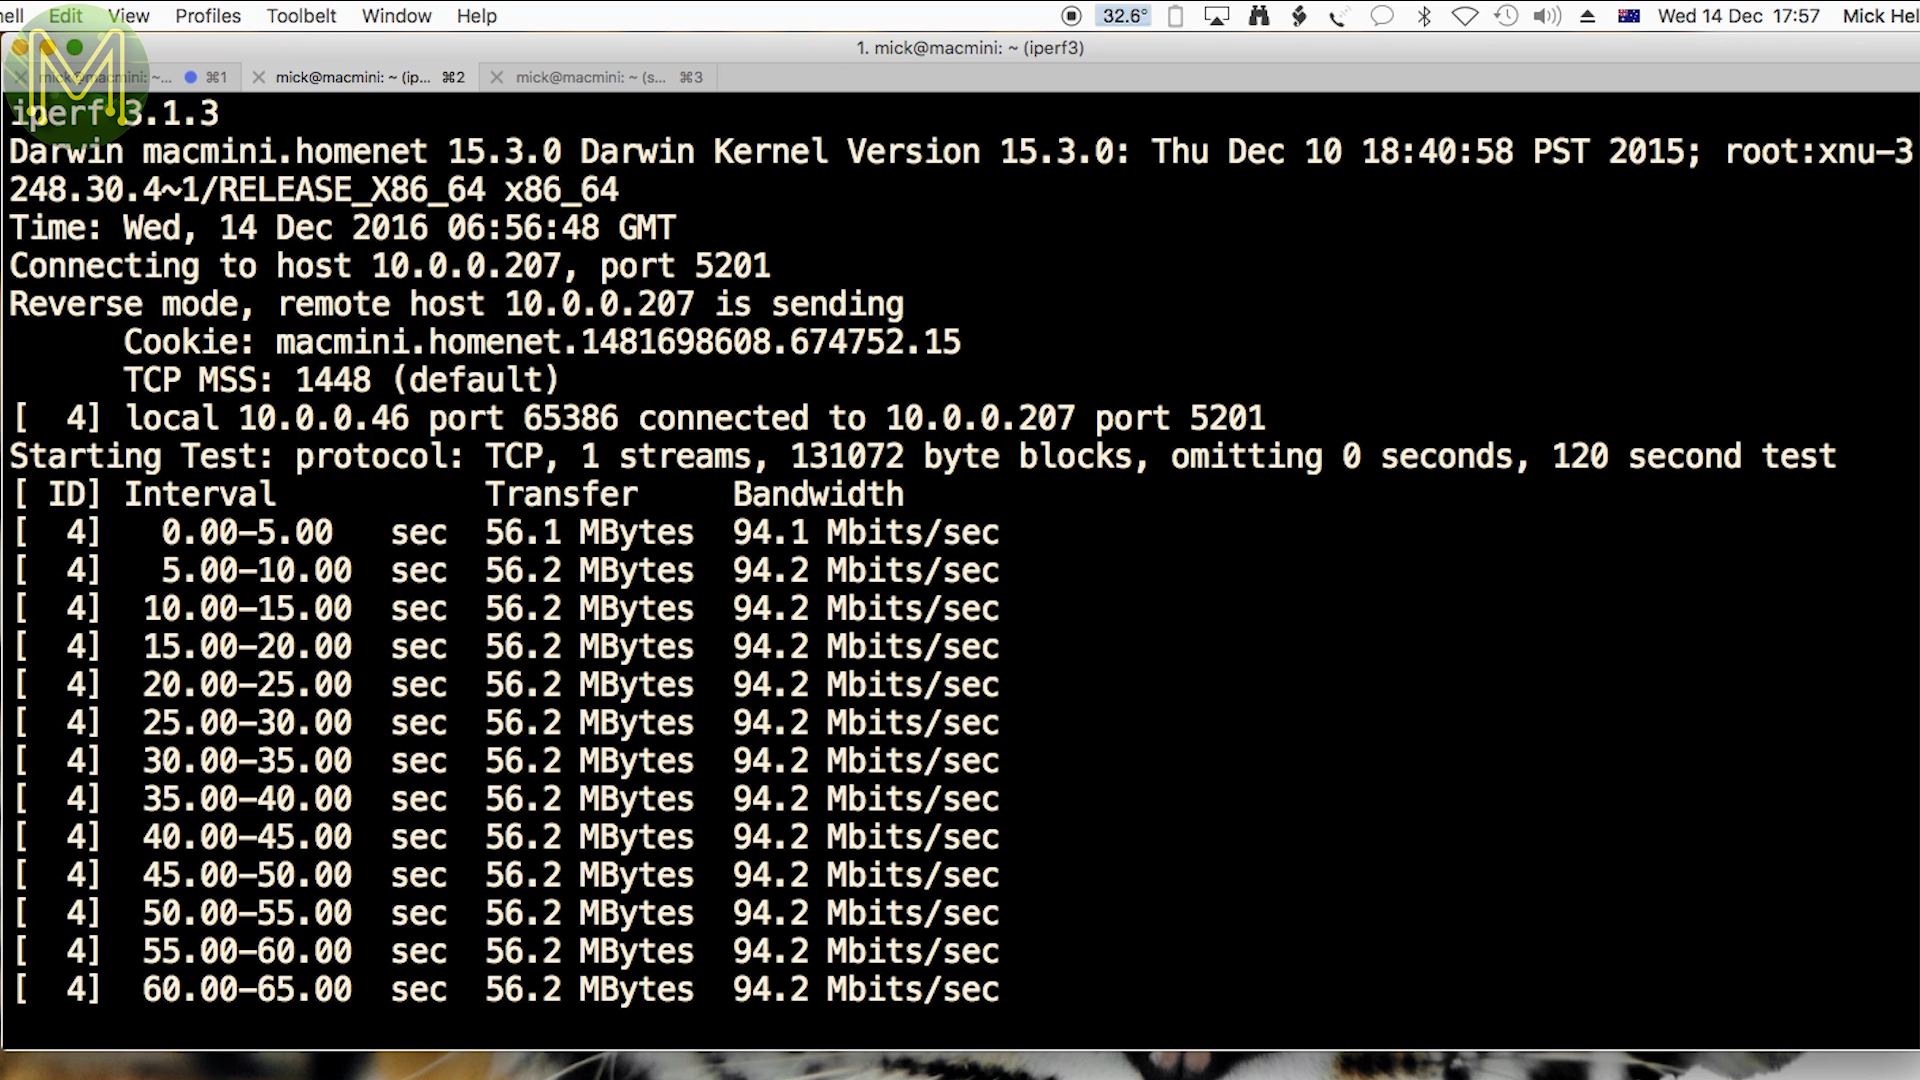 ell Edit View Profiles Toolbelt Window Help 32.6° Wed 14 Dec 17:57 Mick Hel
1. mick@macmini: ~ (iperf3)
mick@macmini: ~... ⌘1 mick@macmini: ~ (ip... ⌘2 mick@macmini: ~ (s... ⌘3
iperf 3.1.3
Darwin macmini.homenet 15.3.0 Darwin Kernel Version 15.3.0: Thu Dec 10 18:40:58 PST 2015; root:xnu-3
248.30.4~1/RELEASE_X86_64 x86_64
Time: Wed, 14 Dec 2016 06:56:48 GMT
Connecting to host 10.0.0.207, port 5201
Reverse mode, remote host 10.0.0.207 is sending
Cookie: macmini.homenet.1481698608.674752.15
TCP MSS: 1448 (default)
[  4] local 10.0.0.46 port 65386 connected to 10.0.0.207 port 5201
Starting Test: protocol: TCP, 1 streams, 131072 byte blocks, omitting 0 seconds, 120 second test
[ ID] Interval Transfer Bandwidth
[  4] 0.00-5.00 sec 56.1 MBytes 94.1 Mbits/sec
[  4] 5.00-10.00 sec 56.2 MBytes 94.2 Mbits/sec
[  4] 10.00-15.00 sec 56.2 MBytes 94.2 Mbits/sec
[  4] 15.00-20.00 sec 56.2 MBytes 94.2 Mbits/sec
[  4] 20.00-25.00 sec 56.2 MBytes 94.2 Mbits/sec
[  4] 25.00-30.00 sec 56.2 MBytes 94.2 Mbits/sec
[  4] 30.00-35.00 sec 56.2 MBytes 94.2 Mbits/sec
[  4] 35.00-40.00 sec 56.2 MBytes 94.2 Mbits/sec
[  4] 40.00-45.00 sec 56.2 MBytes 94.2 Mbits/sec
[  4] 45.00-50.00 sec 56.2 MBytes 94.2 Mbits/sec
[  4] 50.00-55.00 sec 56.2 MBytes 94.2 Mbits/sec
[  4] 55.00-60.00 sec 56.2 MBytes 94.2 Mbits/sec
[  4] 60.00-65.00 sec 56.2 MBytes 94.2 Mbits/sec